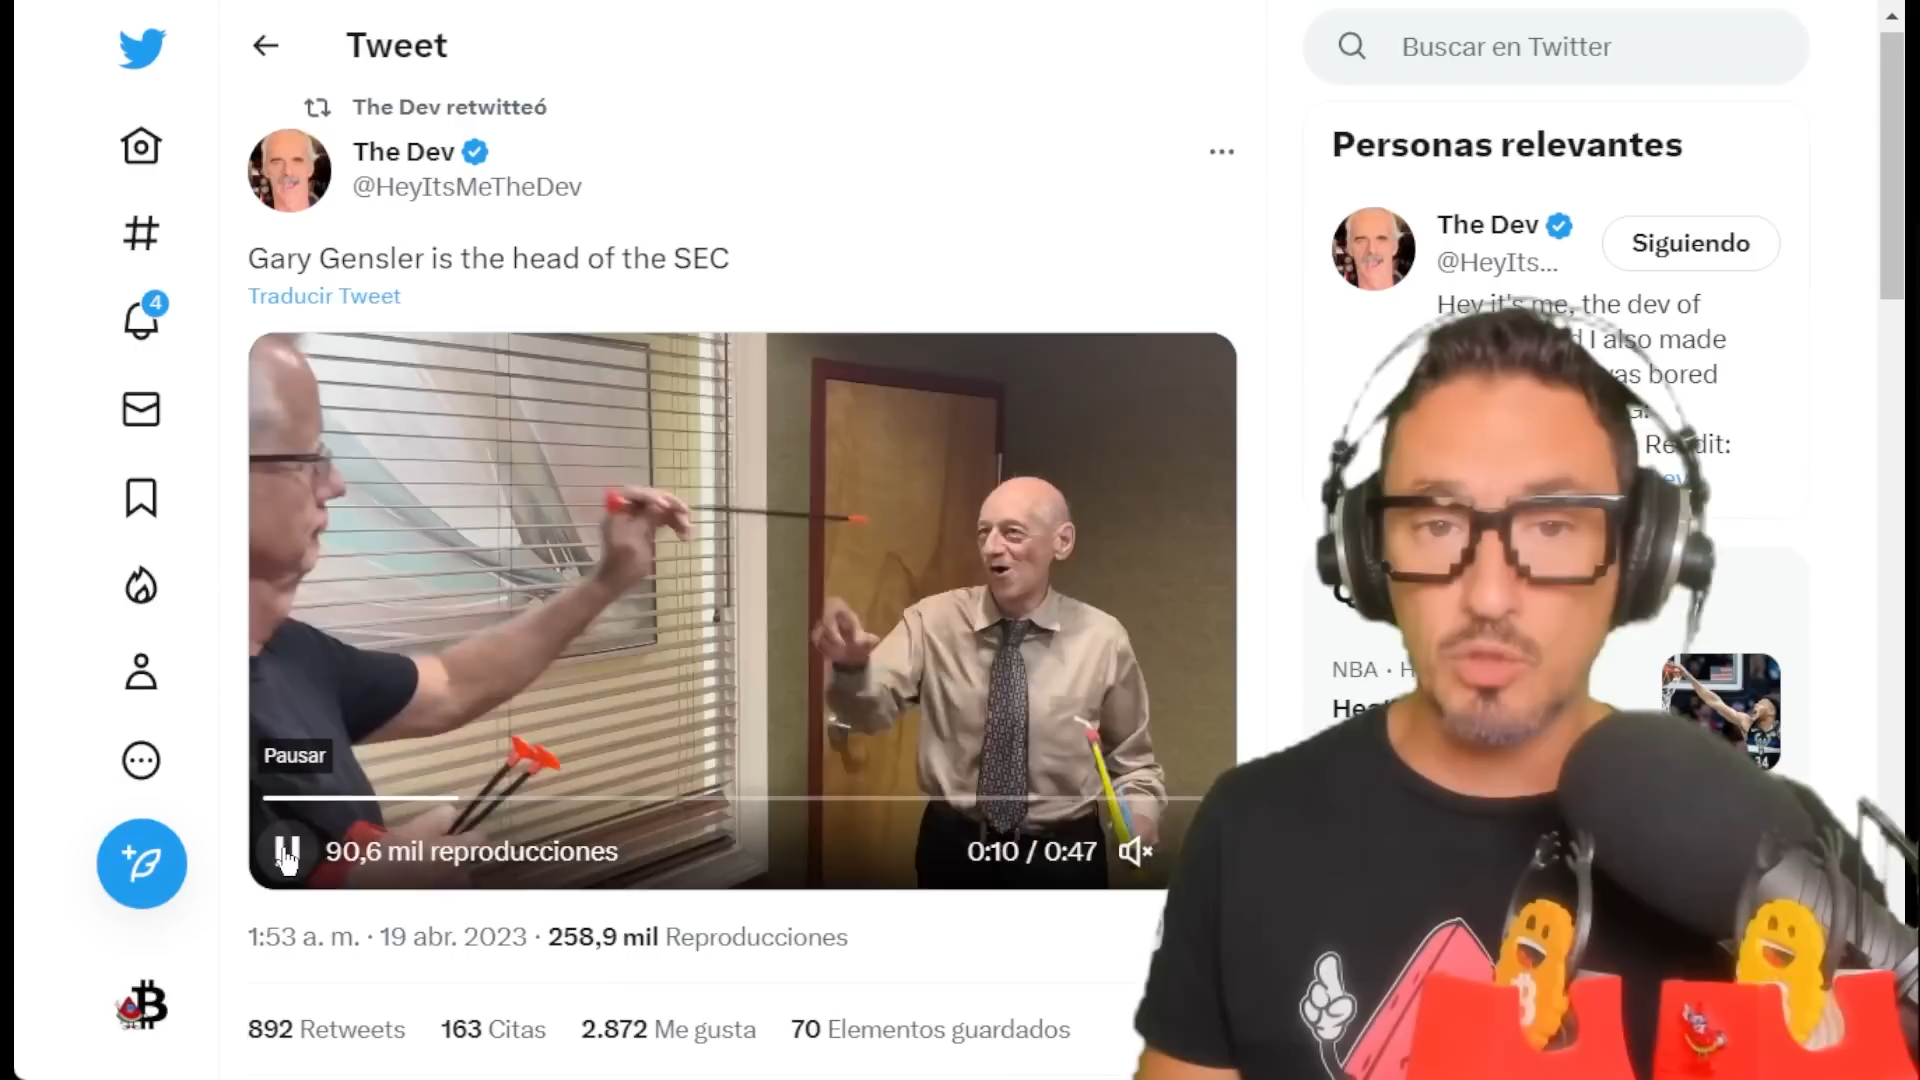 Tweet
Buscar en Twitter
The Dev retwitteó
The Dev
@HeyItsMeTheDev
Gary Gensler is the head of the SEC
Traducir Tweet
4
Pausar
90,6 mil reproducciones
0:10 / 0:47
1:53 a. m. · 19 abr. 2023 · 258,9 mil Reproducciones
892 Retweets 163 Citas 2.872 Me gusta 70 Elementos guardados
Personas relevantes
The Dev
@HeyIts...
Siguiendo
Hey it's me, the dev of
I also made
was bored
Reddit:
NBA ·
34